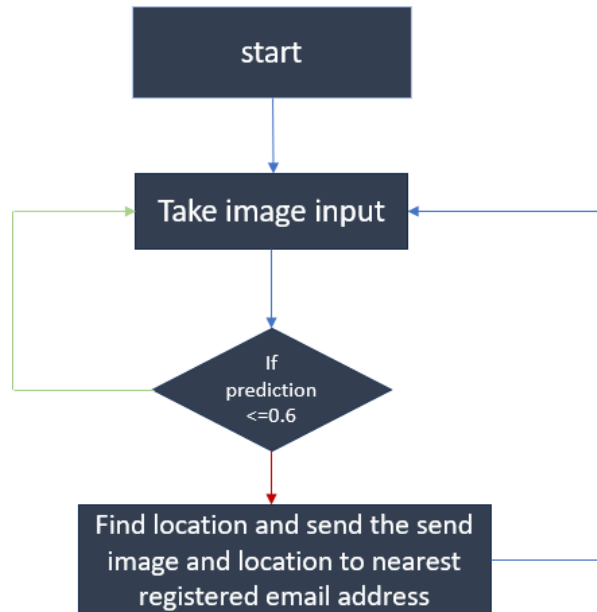 start
Take image input
If
prediction
<=0.6
Find location and send the send
image and location to nearest
registered email address